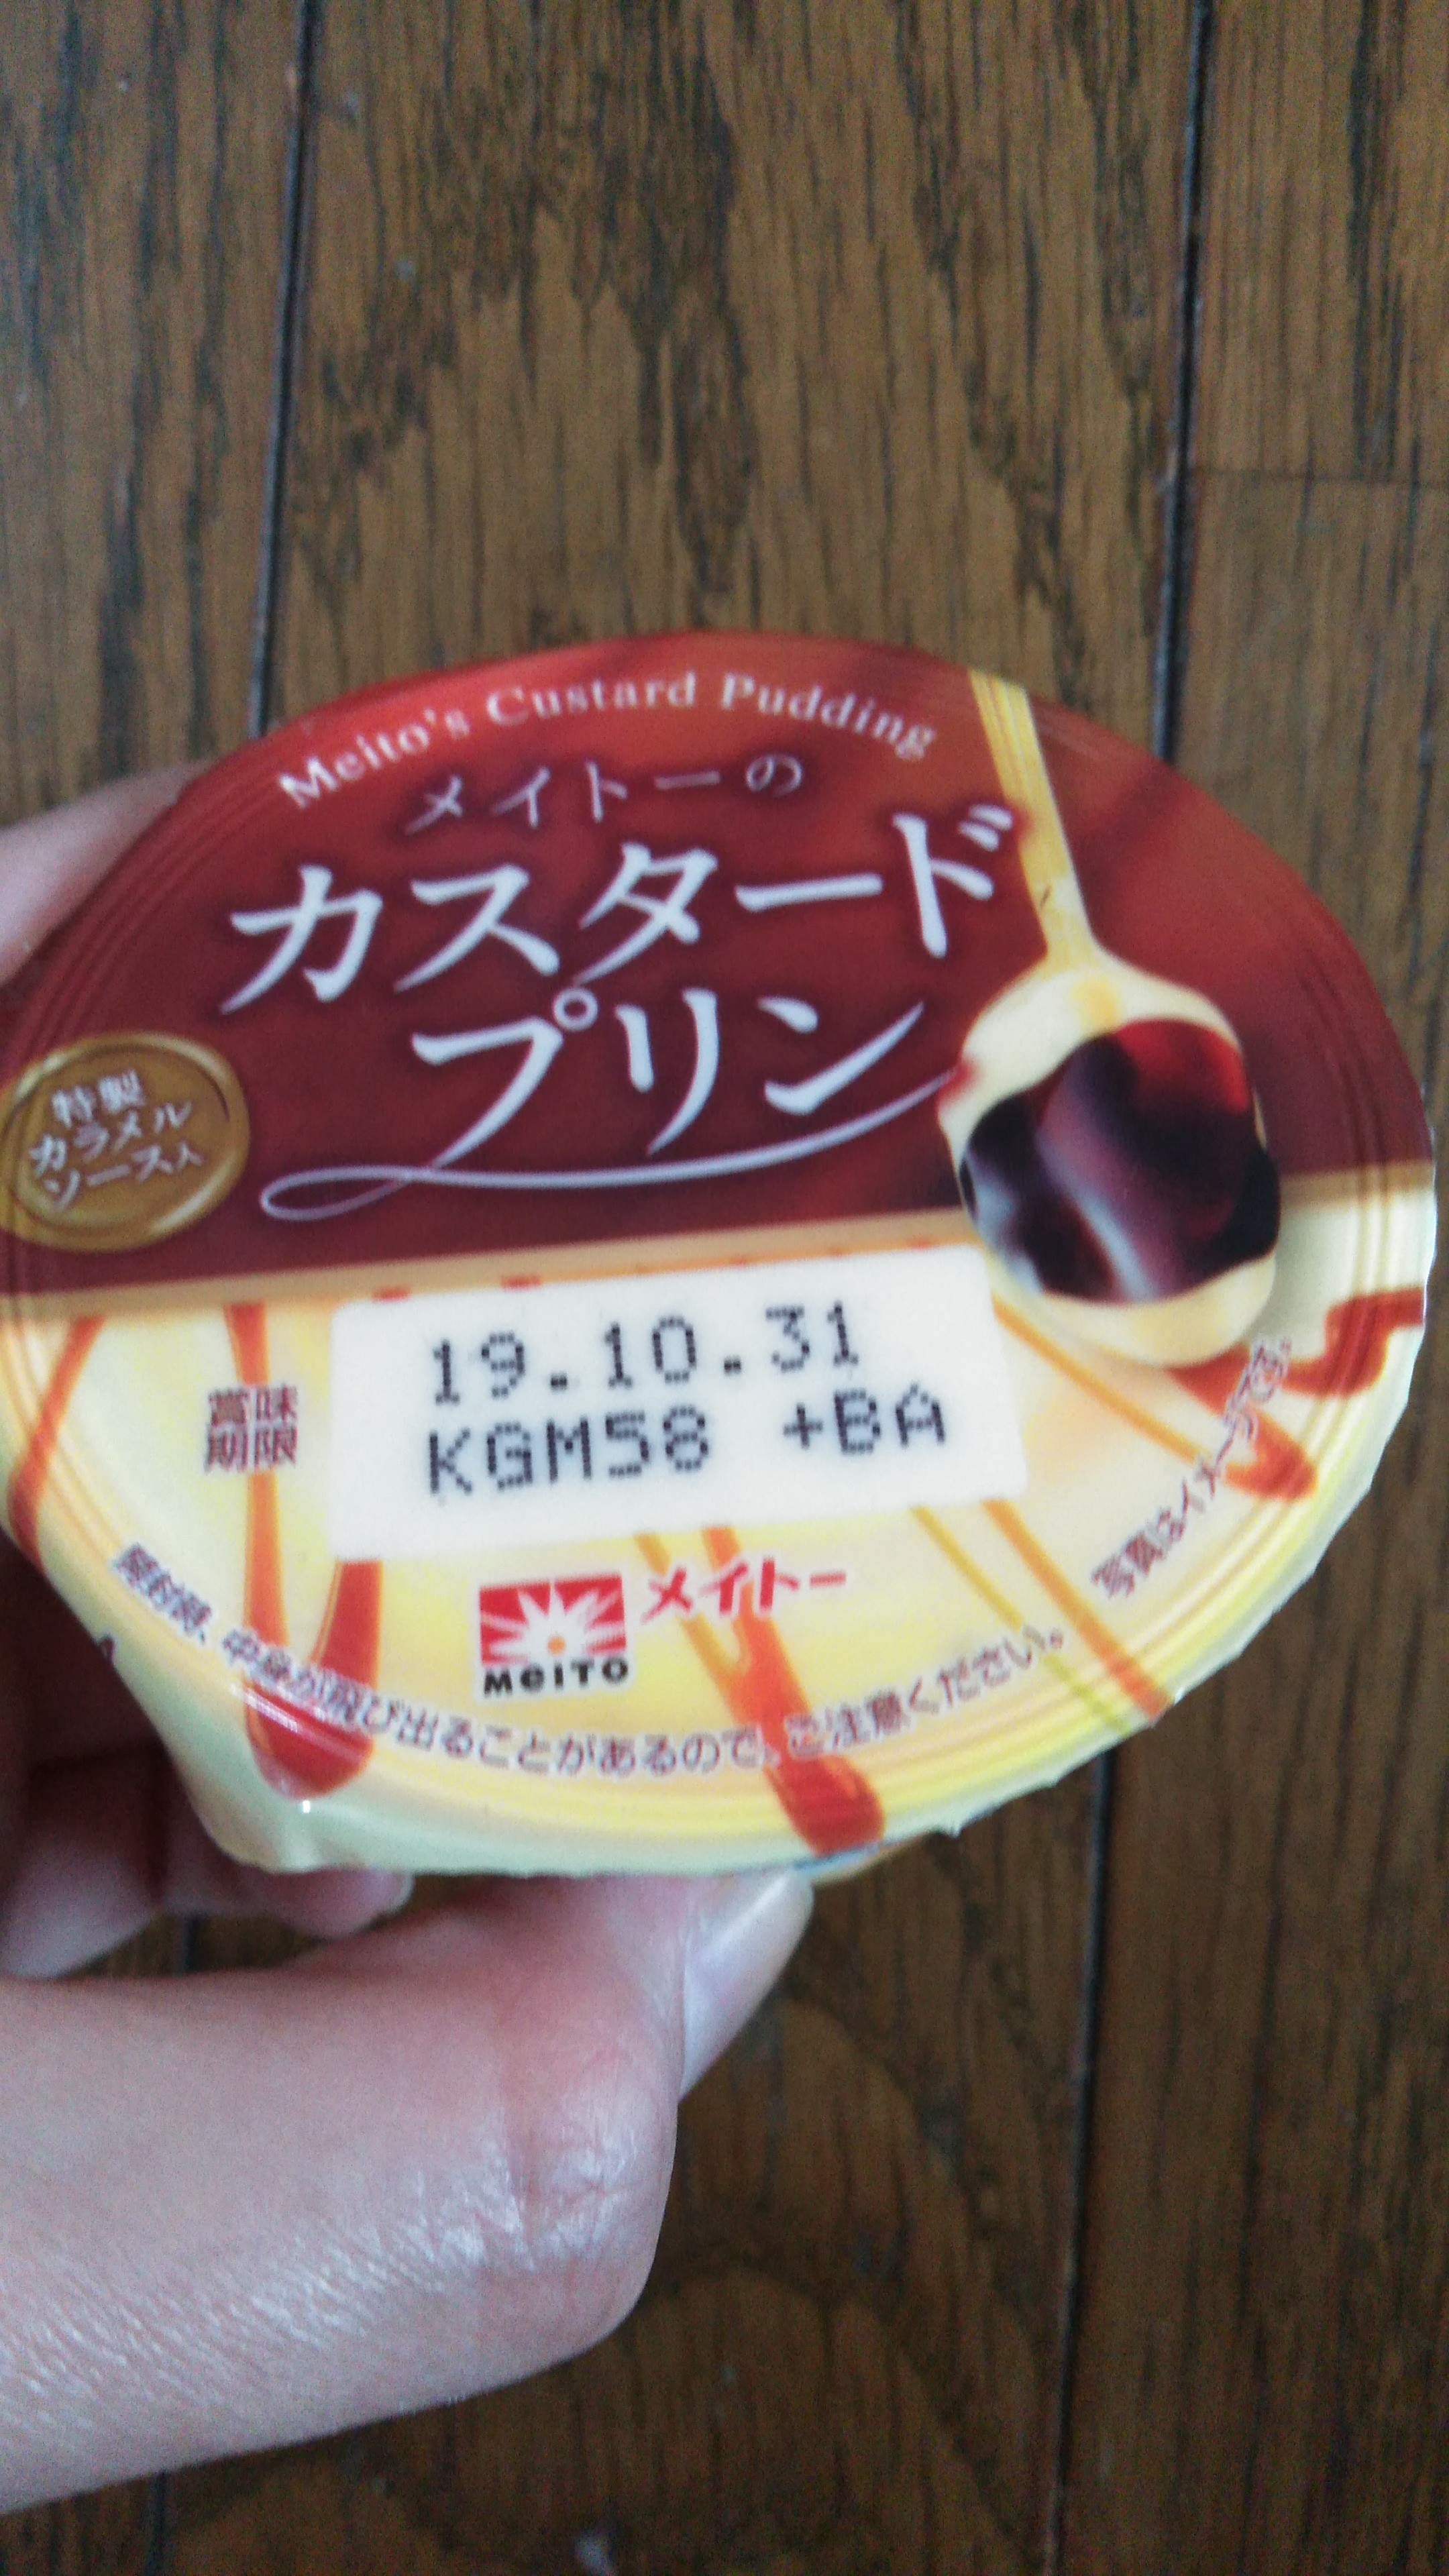 Meito's Custard Pudding
メイトーの
カスタード
プリン
特製
カラメル
ソース入
賞味
期限
19.10.31
KGM58 +BA
メイトー
MeiTO
開封時、中身が飛び出ることがあるので、ご注意ください。
写真はイメージです。